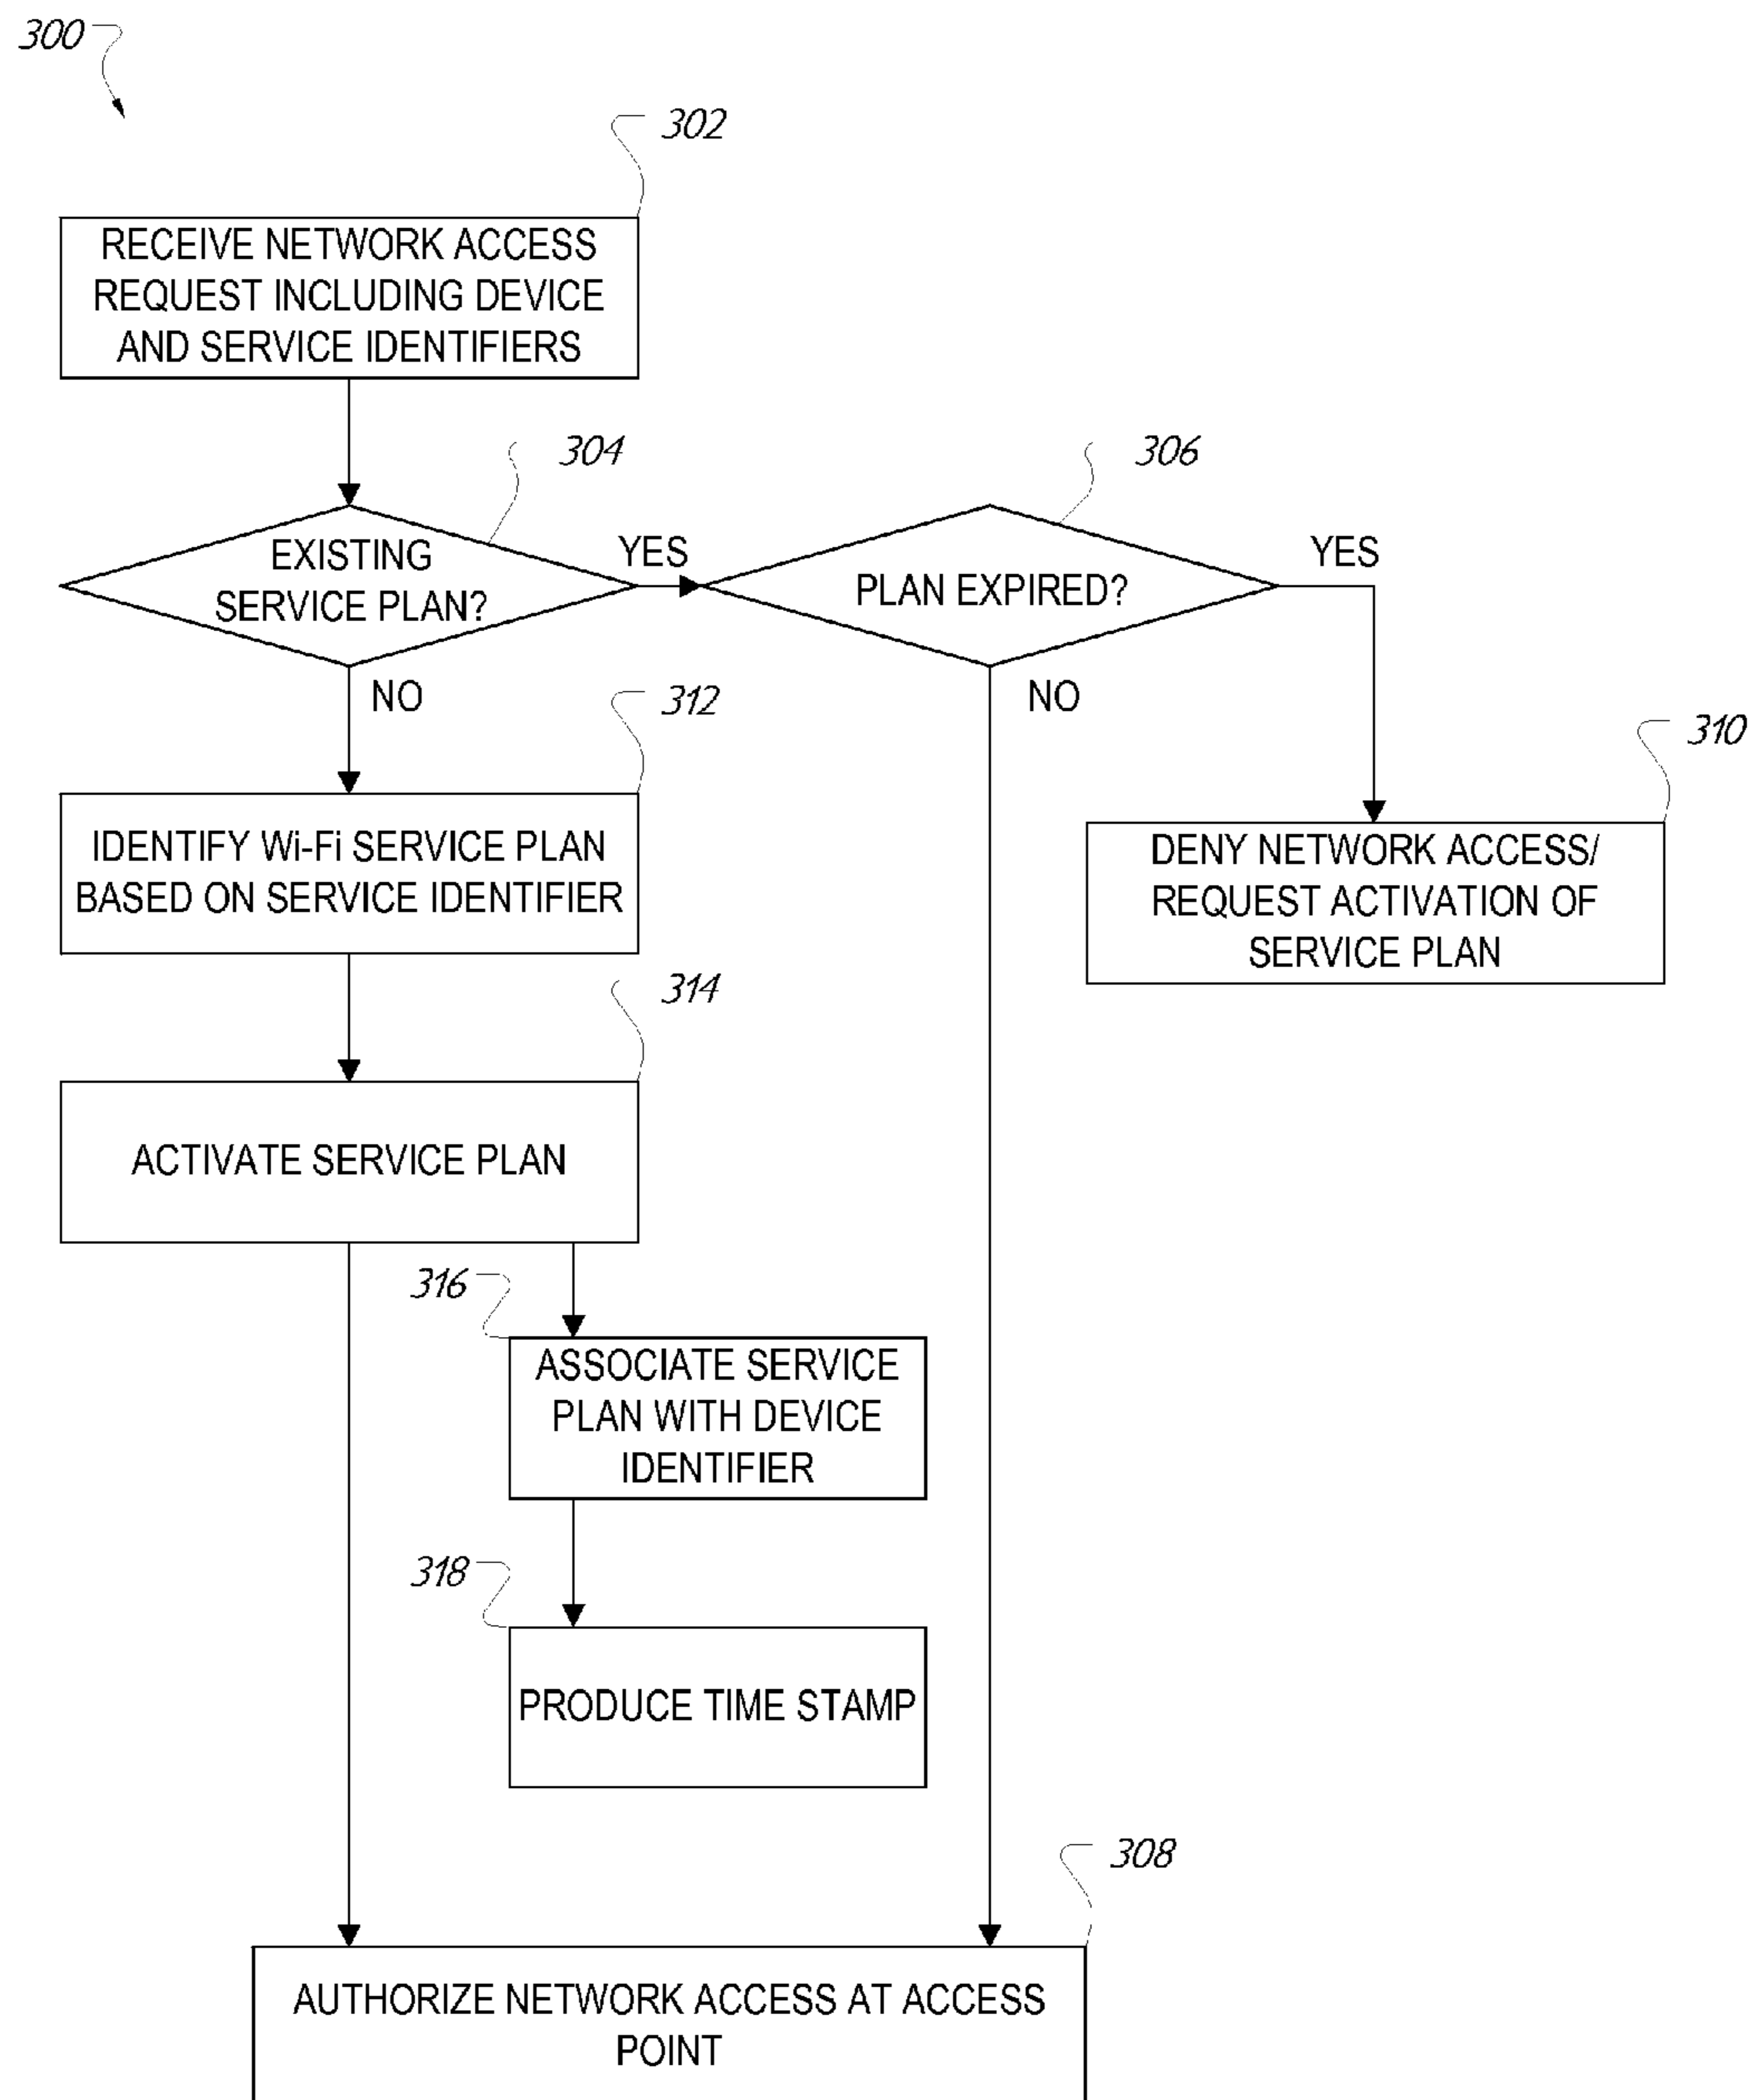 300
302
RECEIVE NETWORK ACCESS
REQUEST INCLUDING DEVICE
AND SERVICE IDENTIFIERS
304
306
EXISTING
SERVICE PLAN?
YES
PLAN EXPIRED?
YES
NO
NO
312
310
IDENTIFY Wi-Fi SERVICE PLAN
BASED ON SERVICE IDENTIFIER
DENY NETWORK ACCESS/
REQUEST ACTIVATION OF
SERVICE PLAN
314
ACTIVATE SERVICE PLAN
316
ASSOCIATE SERVICE
PLAN WITH DEVICE
IDENTIFIER
318
PRODUCE TIME STAMP
308
AUTHORIZE NETWORK ACCESS AT ACCESS
POINT